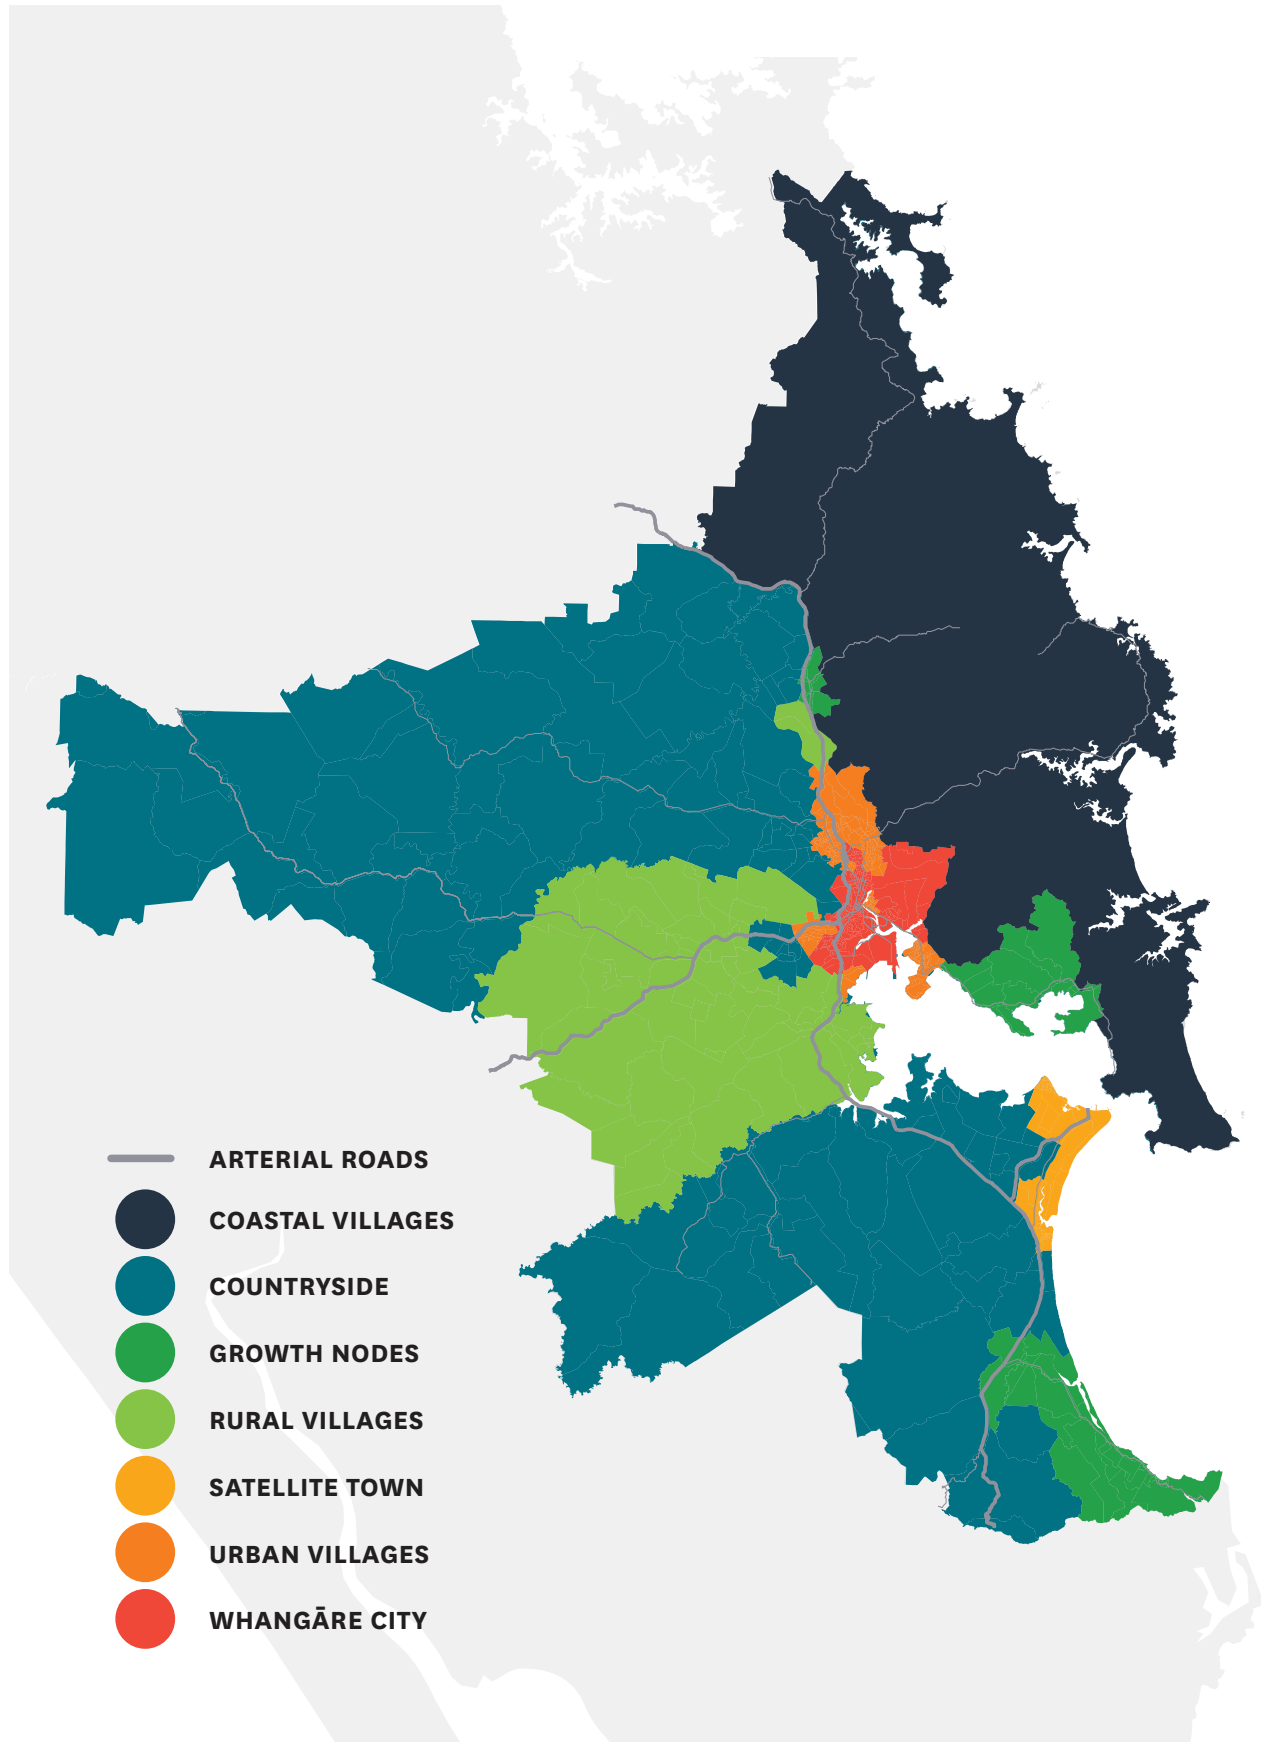 ARTERIAL ROADS
COASTAL VILLAGES
COUNTRYSIDE
GROWTH NODES
RURAL VILLAGES
SATELLITE TOWN
URBAN VILLAGES
WHANGĀRE CITY